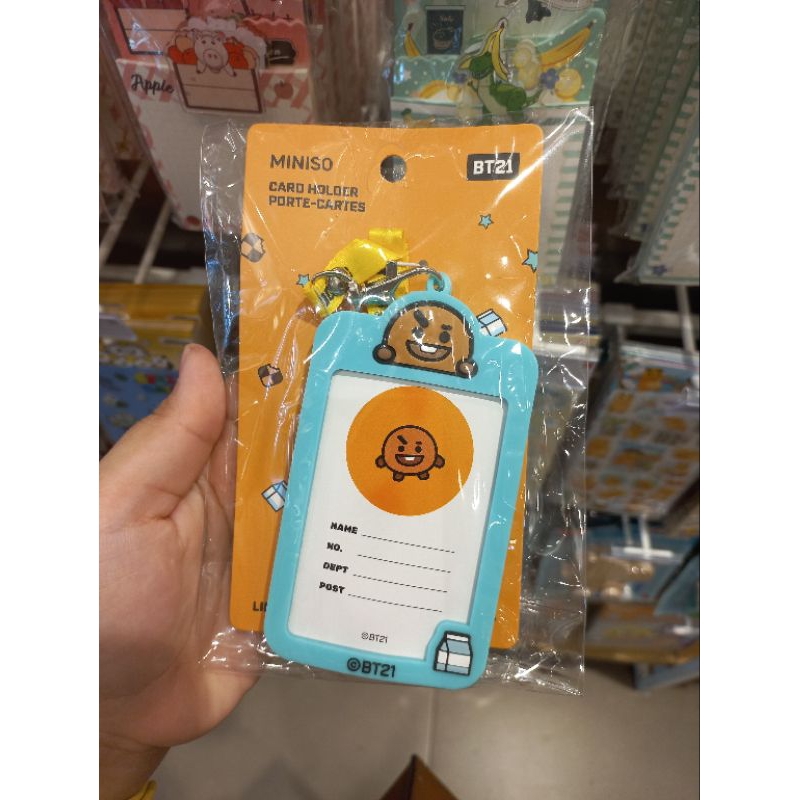 Apple
MINISO
BT21
CARD HOLDER
PORTE-CARTES
NAME
NO.
DEPT
POST
©BT21
©BT21